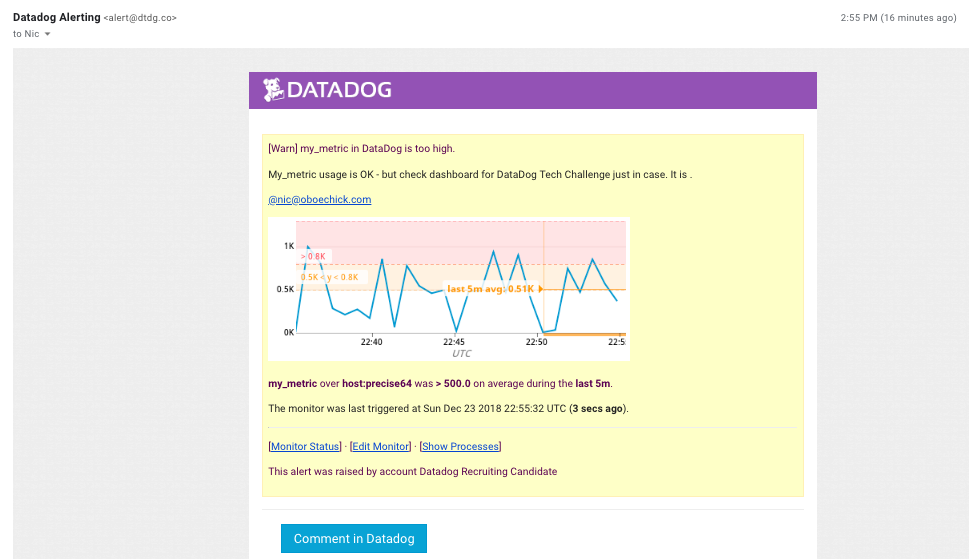 Datadog Alerting <alert@dtdg.co>
2:55 PM (16 minutes ago)
to Nic
DATADOG
[Warn] my_metric in DataDog is too high.
My_metric usage is OK - but check dashboard for DataDog Tech Challenge just in case. It is .
@nic@oboechick.com
1K
> 0.8K
0.5K < y < 0.8K
0.5K
last 5m avg: 0.51K
0K
22:40 22:45 22:50 22:5
UTC
my_metric over host:precise64 was > 500.0 on average during the last 5m.
The monitor was last triggered at Sun Dec 23 2018 22:55:32 UTC (3 secs ago).
[Monitor Status] · [Edit Monitor] · [Show Processes]
This alert was raised by account Datadog Recruiting Candidate
Comment in Datadog